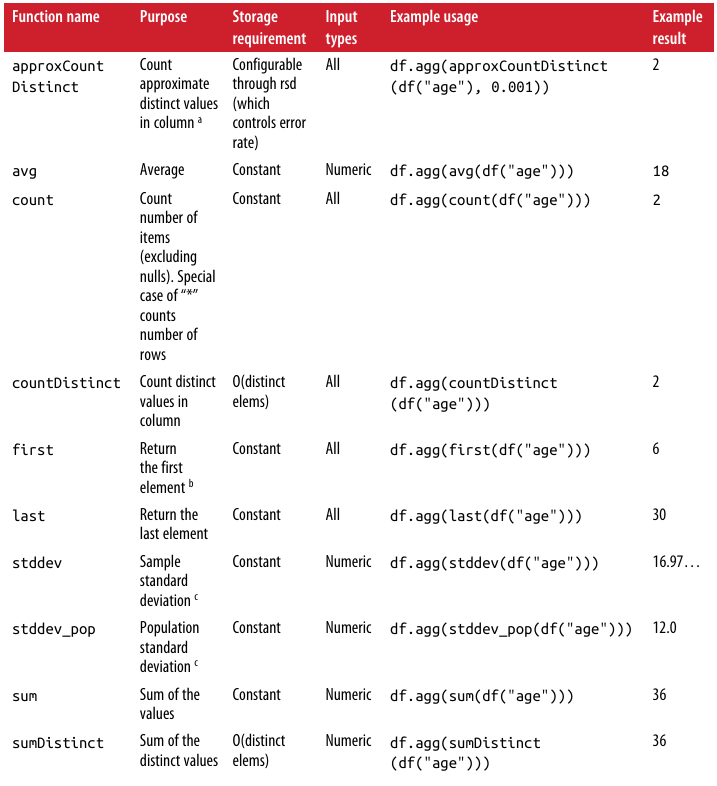 Function name Purpose Storage requirement Input types Example usage Example result
approxCount Count Configurable All df.agg(approxCountDistinct 2
Distinct approximate through rsd (df("age"), 0.001))
distinct values (which
in column a controls error
rate)
avg Average Constant Numeric df.agg(avg(df("age"))) 18
count Count Constant All df.agg(count(df("age"))) 2
number of
items
(excluding
nulls). Special
case of “*”
counts
number of
rows
countDistinct Count distinct O(distinct All df.agg(countDistinct 2
values in elems) (df("age")))
column
first Return Constant All df.agg(first(df("age"))) 6
the first
element b
last Return the Constant All df.agg(last(df("age"))) 30
last element
stddev Sample Constant Numeric df.agg(stddev(df("age"))) 16.97…
standard
deviation c
stddev_pop Population Constant Numeric df.agg(stddev_pop(df("age"))) 12.0
standard
deviation c
sum Sum of the Constant Numeric df.agg(sum(df("age"))) 36
values
sumDistinct Sum of the O(distinct Numeric df.agg(sumDistinct 36
distinct values elems) (df("age")))